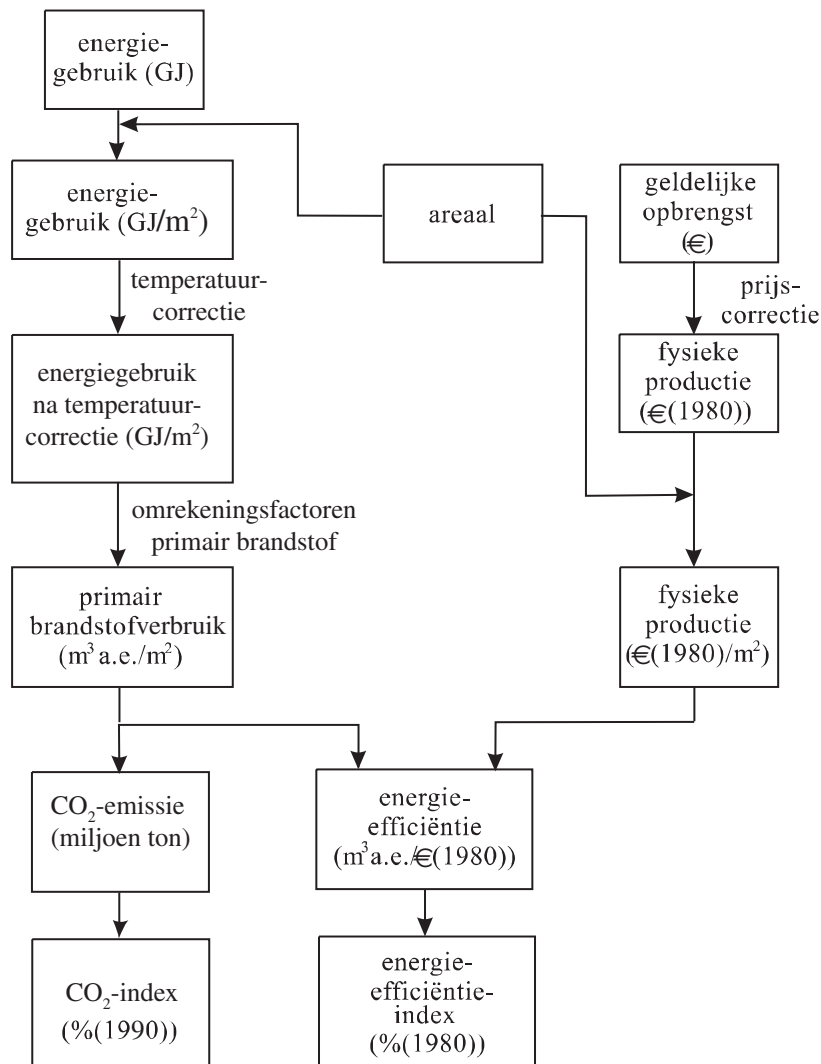 energie-
gebruik (GJ)
energie-
gebruik (GJ/m²)
areaal
geldelijke
opbrengst
(€)
temperatuur-
correctie
prijs-
correctie
energiegebruik
na temperatuur-
correctie (GJ/m²)
fysieke
productie
(€(1980))
omrekeningsfactoren
primair brandstof
primair
brandstofverbruik
(m³ a.e./m²)
fysieke
productie
(€(1980)/m²)
CO₂-emissie
(miljoen ton)
energie-
efficiëntie
(m³ a.e./€(1980))
CO₂-index
(%(1990))
energie-
efficiëntie-
index
(%(1980))